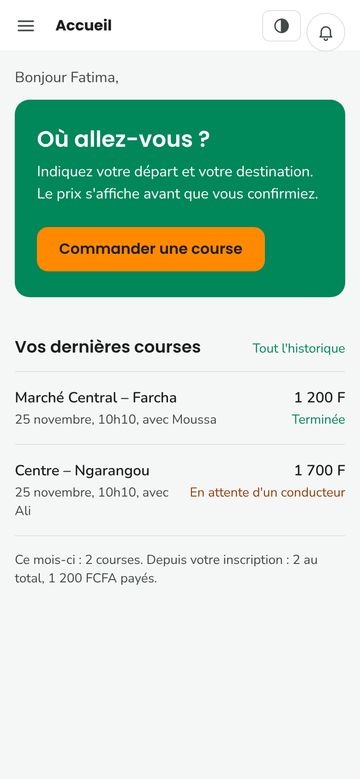 Accueil
Bonjour Fatima,
Où allez-vous ?
Indiquez votre départ et votre destination.
Le prix s'affiche avant que vous confirmiez.
Commander une course
Vos dernières courses
Tout l'historique
Marché Central – Farcha
1 200 F
25 novembre, 10h10, avec Moussa
Terminée
Centre – Ngarangou
1 700 F
25 novembre, 10h10, avec
Ali
En attente d'un conducteur
Ce mois-ci : 2 courses. Depuis votre inscription : 2 au
total, 1 200 FCFA payés.